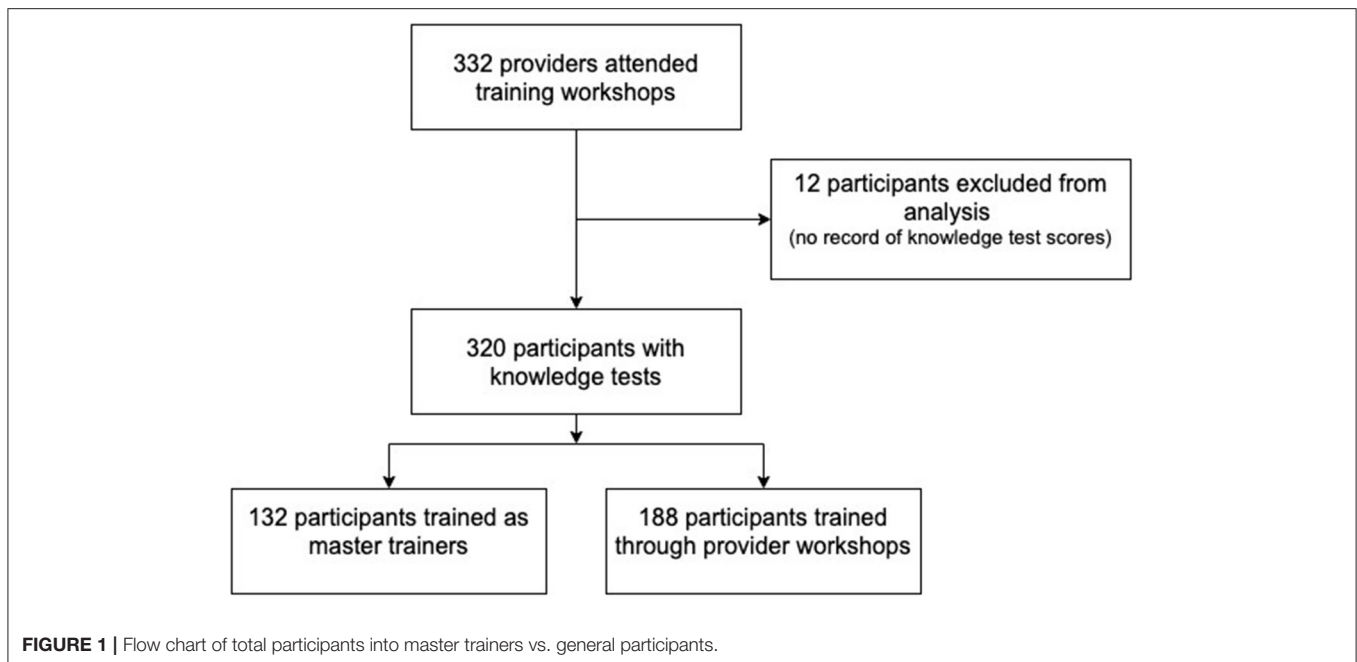 332 providers attended
training workshops
12 participants excluded from
analysis
(no record of knowledge test scores)
320 participants with
knowledge tests
132 participants trained as
master trainers
188 participants trained
through provider workshops
FIGURE 1 | Flow chart of total participants into master trainers vs. general participants.